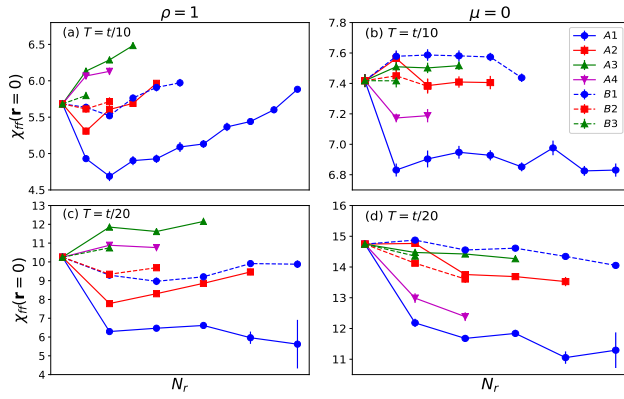 ρ = 1
μ = 0
(a) T = t/10
6.5
6.0
5.5
5.0
4.5
χff(r = 0)
(b) T = t/10
7.8
7.6
7.4
7.2
7.0
6.8
A1
A2
A3
A4
B1
B2
B3
(c) T = t/20
13
12
11
10
9
8
7
6
5
4
χff(r = 0)
Nr
(d) T = t/20
16
15
14
13
12
11
Nr